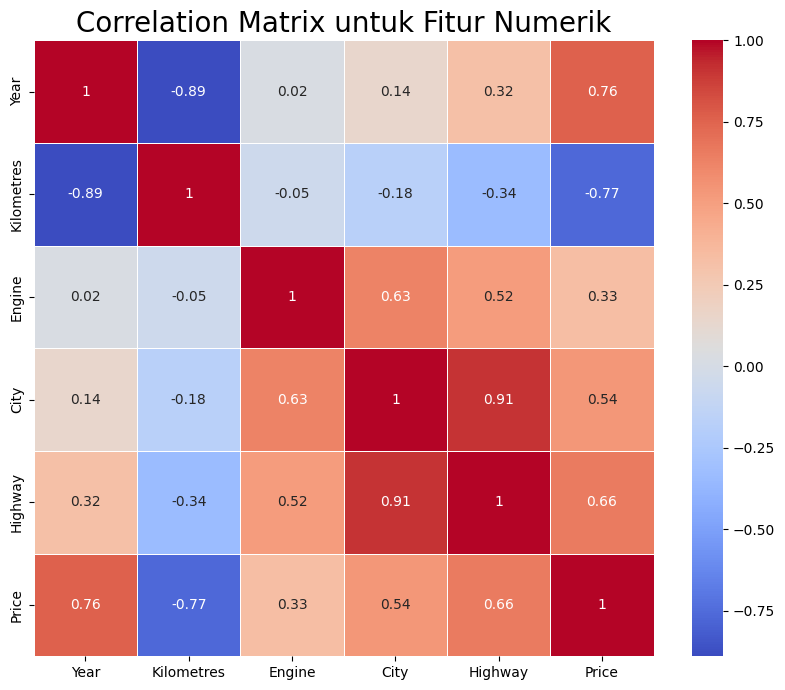 Correlation Matrix untuk Fitur Numerik
Year 1 -0.89 0.02 0.14 0.32 0.76
Kilometres -0.89 1 -0.05 -0.18 -0.34 -0.77
Engine 0.02 -0.05 1 0.63 0.52 0.33
City 0.14 -0.18 0.63 1 0.91 0.54
Highway 0.32 -0.34 0.52 0.91 1 0.66
Price 0.76 -0.77 0.33 0.54 0.66 1
Year Kilometres Engine City Highway Price
1.00
0.75
0.50
0.25
0.00
−0.25
−0.50
−0.75